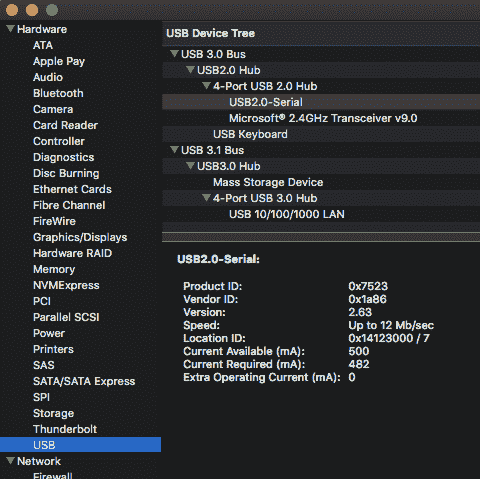 Hardware
ATA
Apple Pay
Audio
Bluetooth
Camera
Card Reader
Controller
Diagnostics
Disc Burning
Ethernet Cards
Fibre Channel
FireWire
Graphics/Displays
Hardware RAID
Memory
NVMExpress
PCI
Parallel SCSI
Power
Printers
SAS
SATA/SATA Express
SPI
Storage
Thunderbolt
USB
Network
Firewall
USB Device Tree
USB 3.0 Bus
USB2.0 Hub
4-Port USB 2.0 Hub
USB2.0-Serial
Microsoft® 2.4GHz Transceiver v9.0
USB Keyboard
USB 3.1 Bus
USB3.0 Hub
Mass Storage Device
4-Port USB 3.0 Hub
USB 10/100/1000 LAN
USB2.0-Serial:
Product ID: 0x7523
Vendor ID: 0x1a86
Version: 2.63
Speed: Up to 12 Mb/sec
Location ID: 0x14123000 / 7
Current Available (mA): 500
Current Required (mA): 482
Extra Operating Current (mA): 0